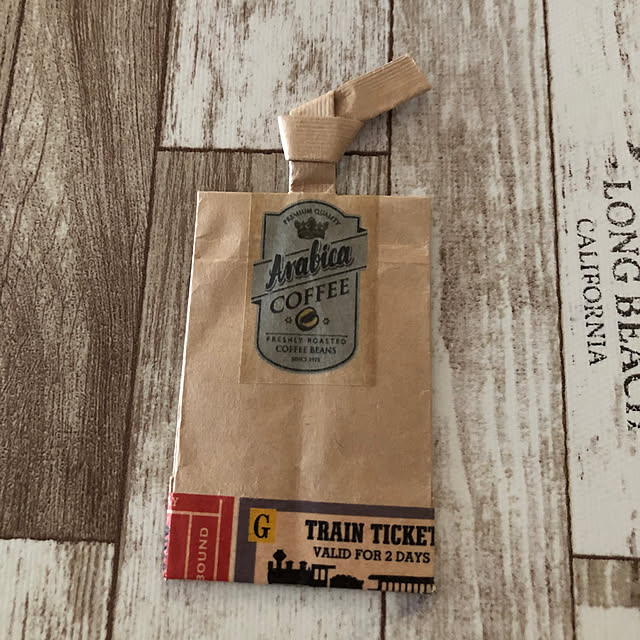 PREMIUM QUALITY
Arabica
COFFEE
FRESHLY ROASTED
COFFEE BEANS
G
TRAIN TICKET
VALID FOR 2 DAYS
BOUND
LONG BEACH
CALIFORNIA